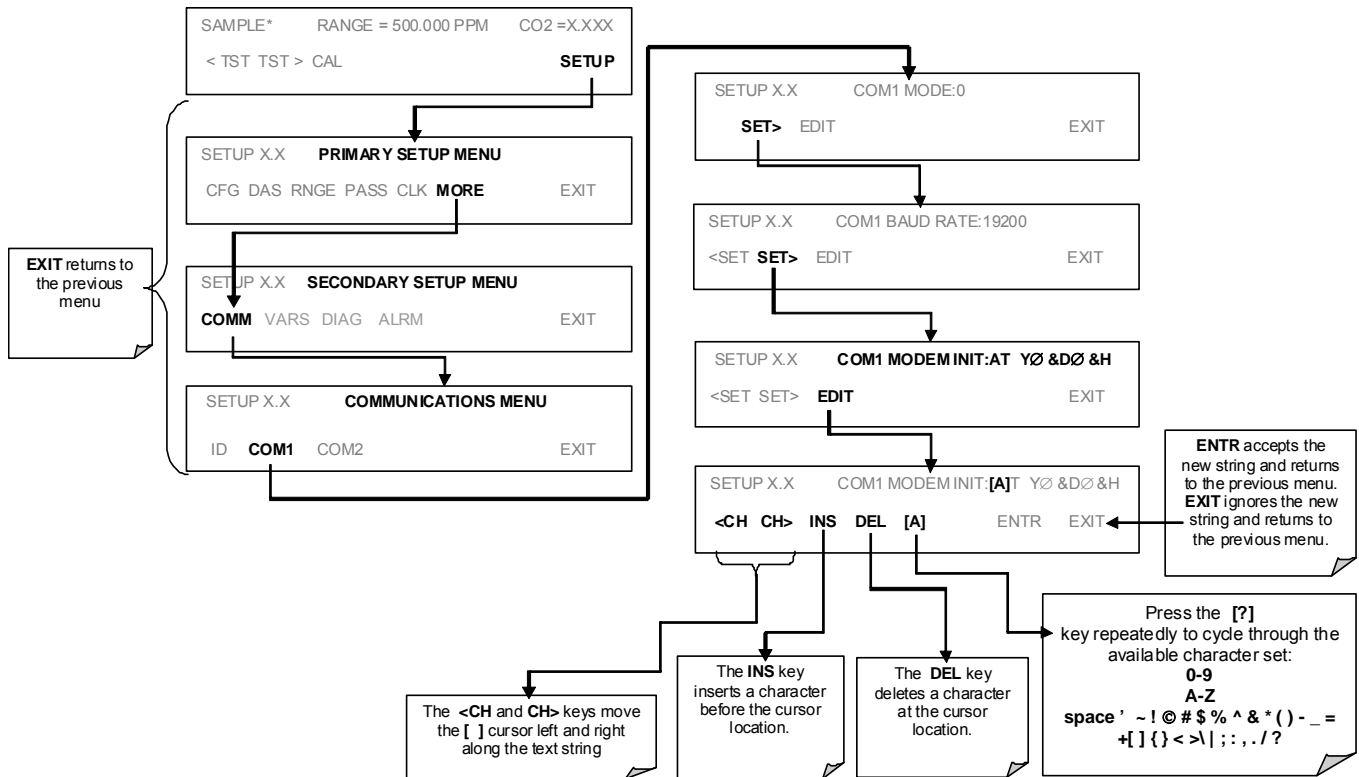 SAMPLE* RANGE = 500.000 PPM CO2 =X.XXX
< TST TST > CAL SETUP
SETUP X.X PRIMARY SETUP MENU
CFG DAS RNGE PASS CLK MORE EXIT
EXIT returns to
the previous
menu
SETUP X.X SECONDARY SETUP MENU
COMM VARS DIAG ALRM EXIT
SETUP X.X COMMUNICATIONS MENU
ID COM1 COM2 EXIT
SETUP X.X COM1 MODE:0
SET> EDIT EXIT
SETUP X.X COM1 BAUD RATE:19200
<SET SET> EDIT EXIT
SETUP X.X COM1 MODEM INIT:AT YØ &DØ &H
<SET SET> EDIT EXIT
SETUP X.X COM1 MODEM INIT:[A]T YØ &DØ &H
<CH CH> INS DEL [A] ENTR EXIT
ENTR accepts the
new string and returns
to the previous menu.
EXIT ignores the new
string and returns to
the previous menu.
The <CH and CH> keys move
the [ ] cursor left and right
along the text string
The INS key
inserts a character
before the cursor
location.
The DEL key
deletes a character
at the cursor
location.
Press the [?]
key repeatedly to cycle through the
available character set:
0-9
A-Z
space ' ~ ! © # $ % ^ & * ( ) - _ =
+[ ] { } < >\ | ; : , . / ?